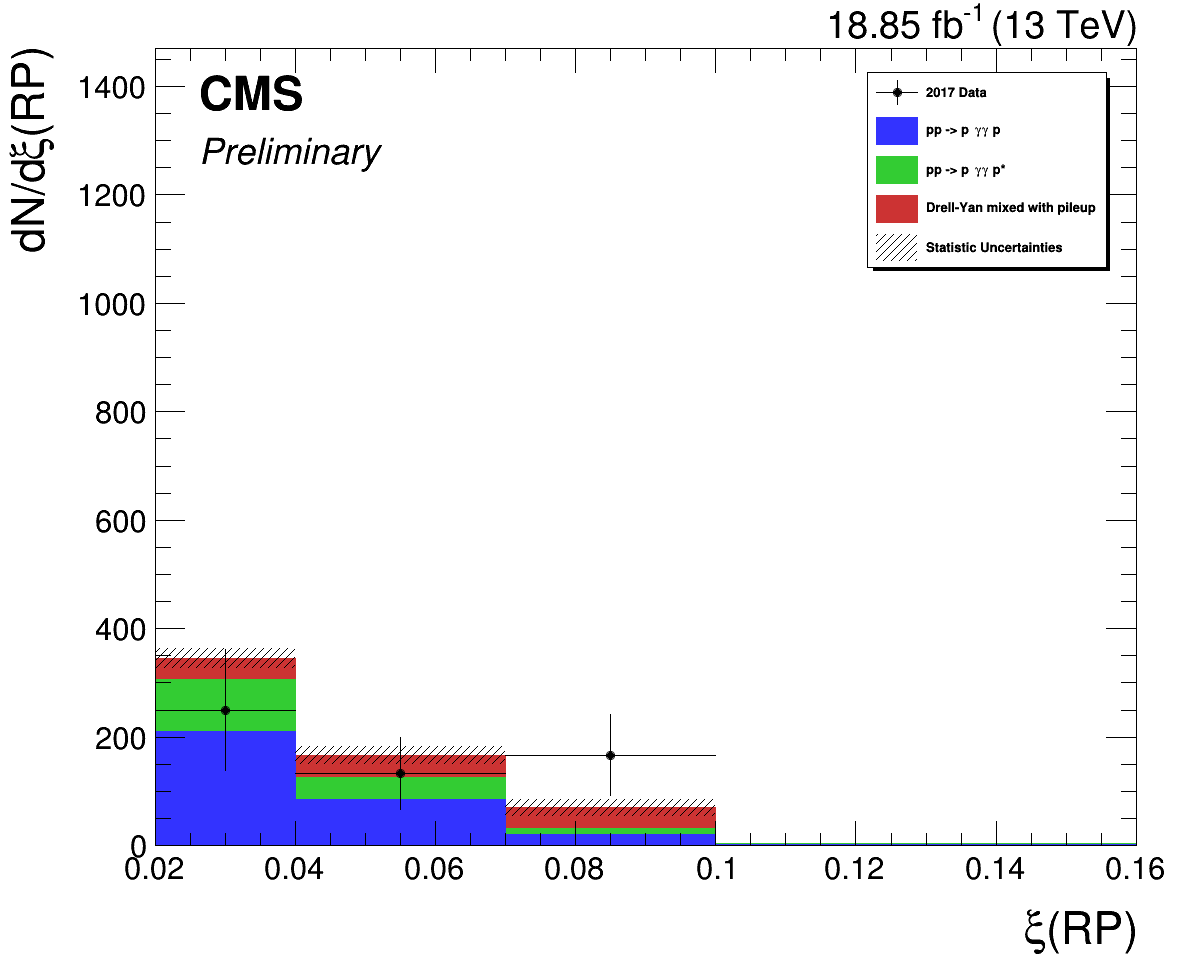 18.85 fb⁻¹ (13 TeV)
dN/dξ(RP)
CMS
Preliminary
2017 Data
pp -> p γγ p
pp -> p γγ p*
Drell-Yan mixed with pileup
Statistic Uncertainties
1400
1200
1000
800
600
400
200
0
0.02 0.04 0.06 0.08 0.1 0.12 0.14 0.16
ξ(RP)